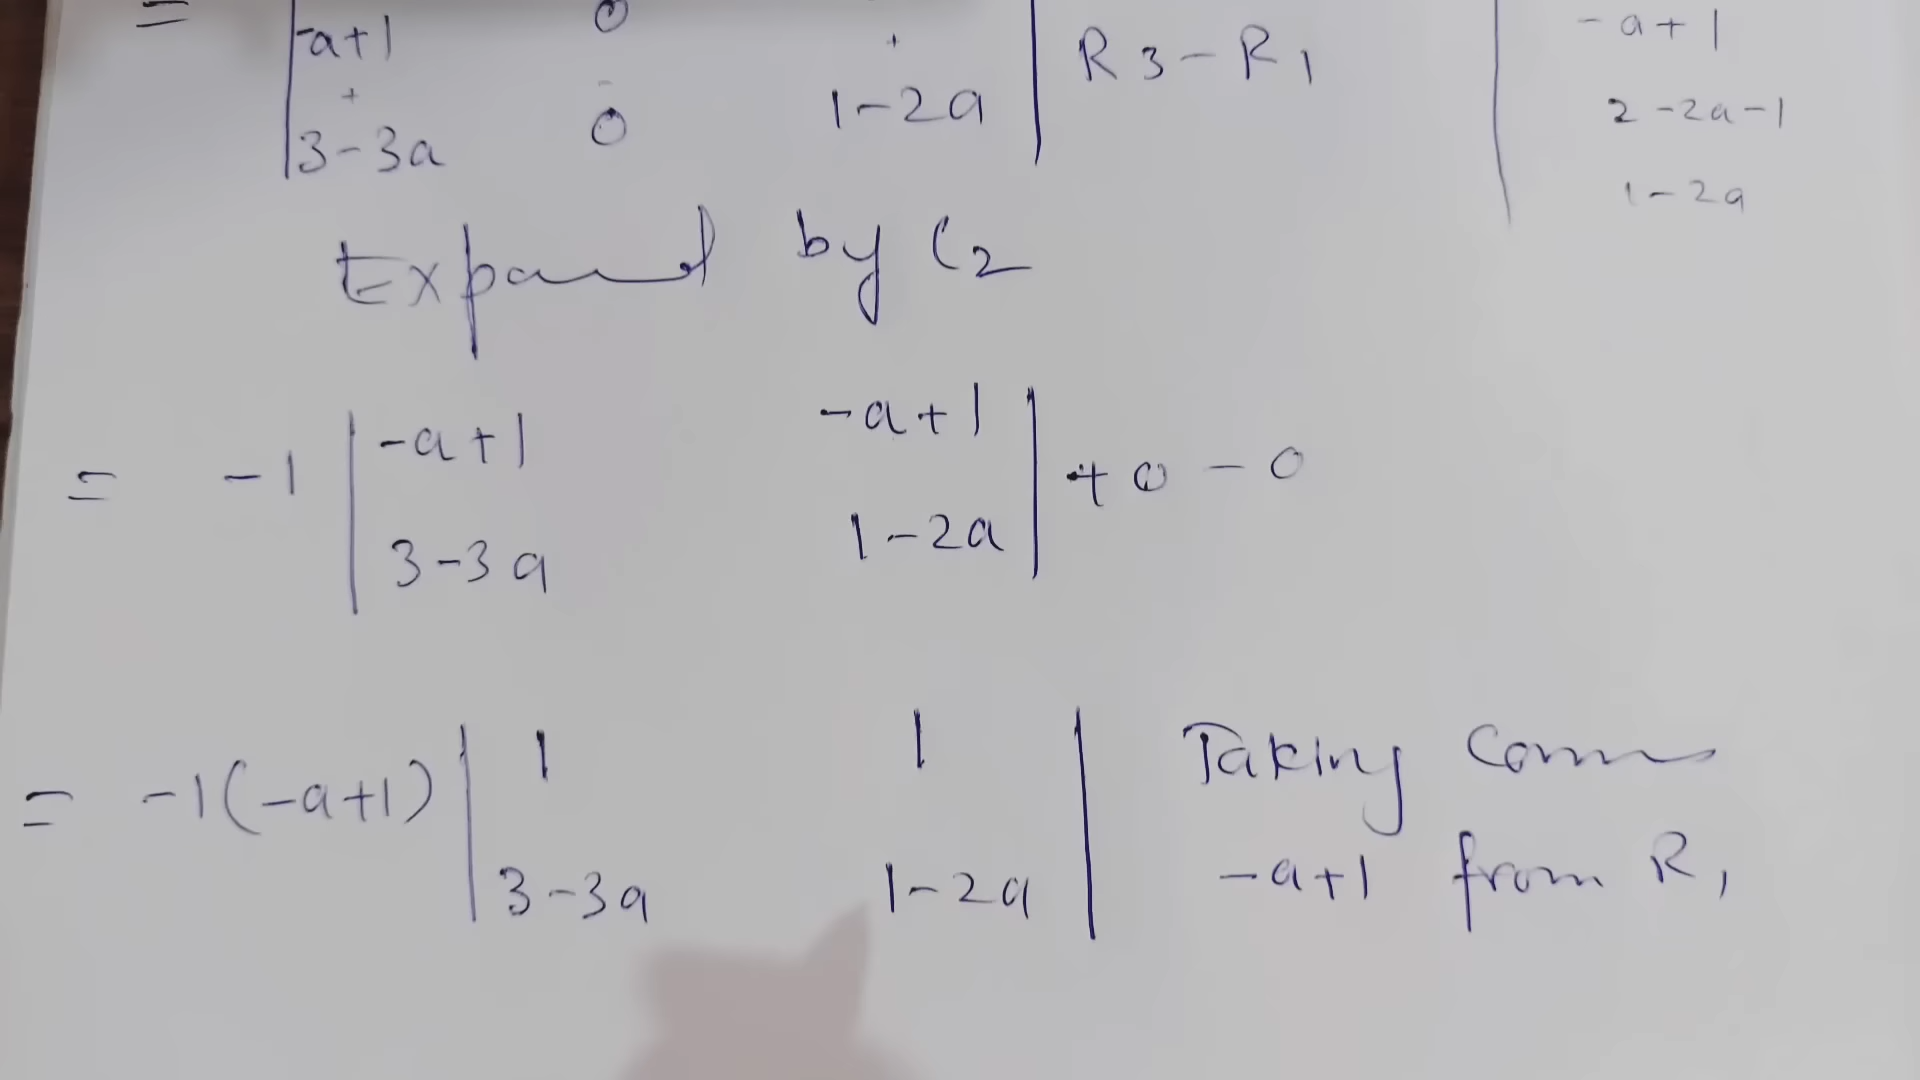 =
-a+1 0 R3-R1
+ - +
3-3a 0 1-2a
-a+1
2-2a-1
1-2a
Expand by C2
= -1 | -a+1 -a+1 | +0-0
3-3a 1-2a
= -1(-a+1) | 1 1 | Taking
3-3a 1-2a -a+1 from R1